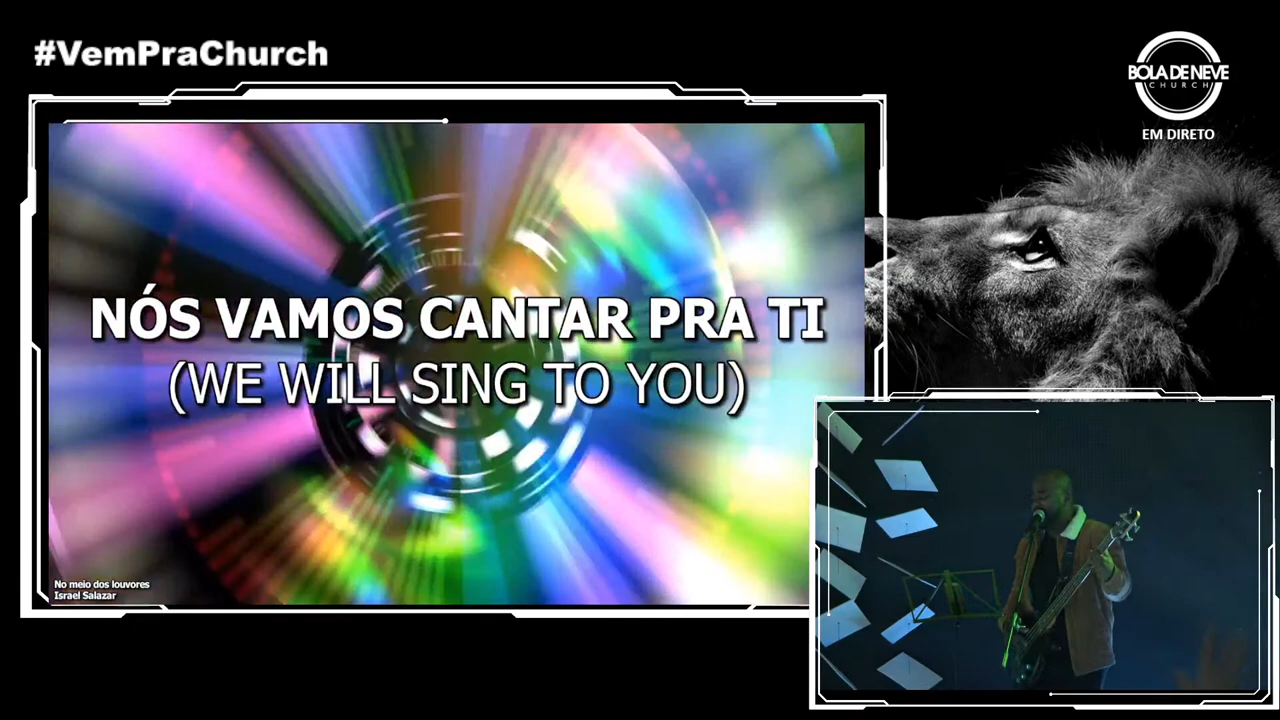 #VemPraChurch
BOLA DE NEVE
CHURCH
EM DIRETO
NÓS VAMOS CANTAR PRA TI
(WE WILL SING TO YOU)
No meio dos louvores
Israel Salazar